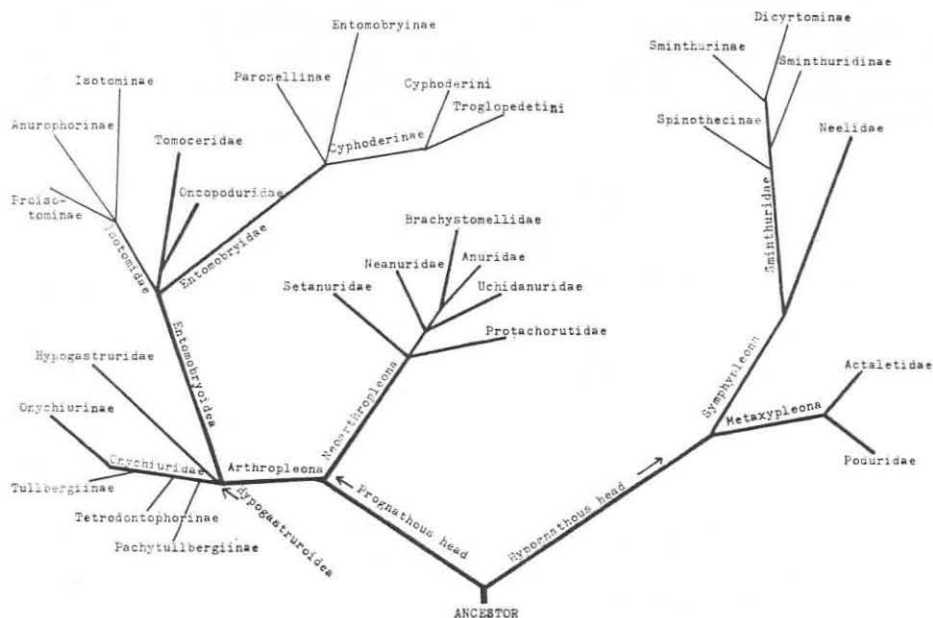 Dicyrtominae
Entomobryinae
Sminthurinae
Sminthuridinae
Isotominae
Paronellinae
Cyphoderini
Troglopedetini
Anurophorinae
Spinothecinae
Neelidae
Tomoceridae
Cyphoderinae
Oncopoduridae
Proiso-
tominae
Isotomidae
Entomobryidae
Brachystomellidae
Sminthuridae
Neanuridae
Anuridae
Setanuridae
Uchidanuridae
Protachorutidae
Entomobryoidea
Hypogastruridae
Neoarthropleona
Symphypleona
Actaletidae
Onychiurinae
Metaxypleona
Onychiuridae
Arthropleona
Poduridae
Tullbergiinae
Hypogastruroidea
Prognathous head
Hypognathous head
Tetrodontophorinae
Pachytullbergiinae
ANCESTOR